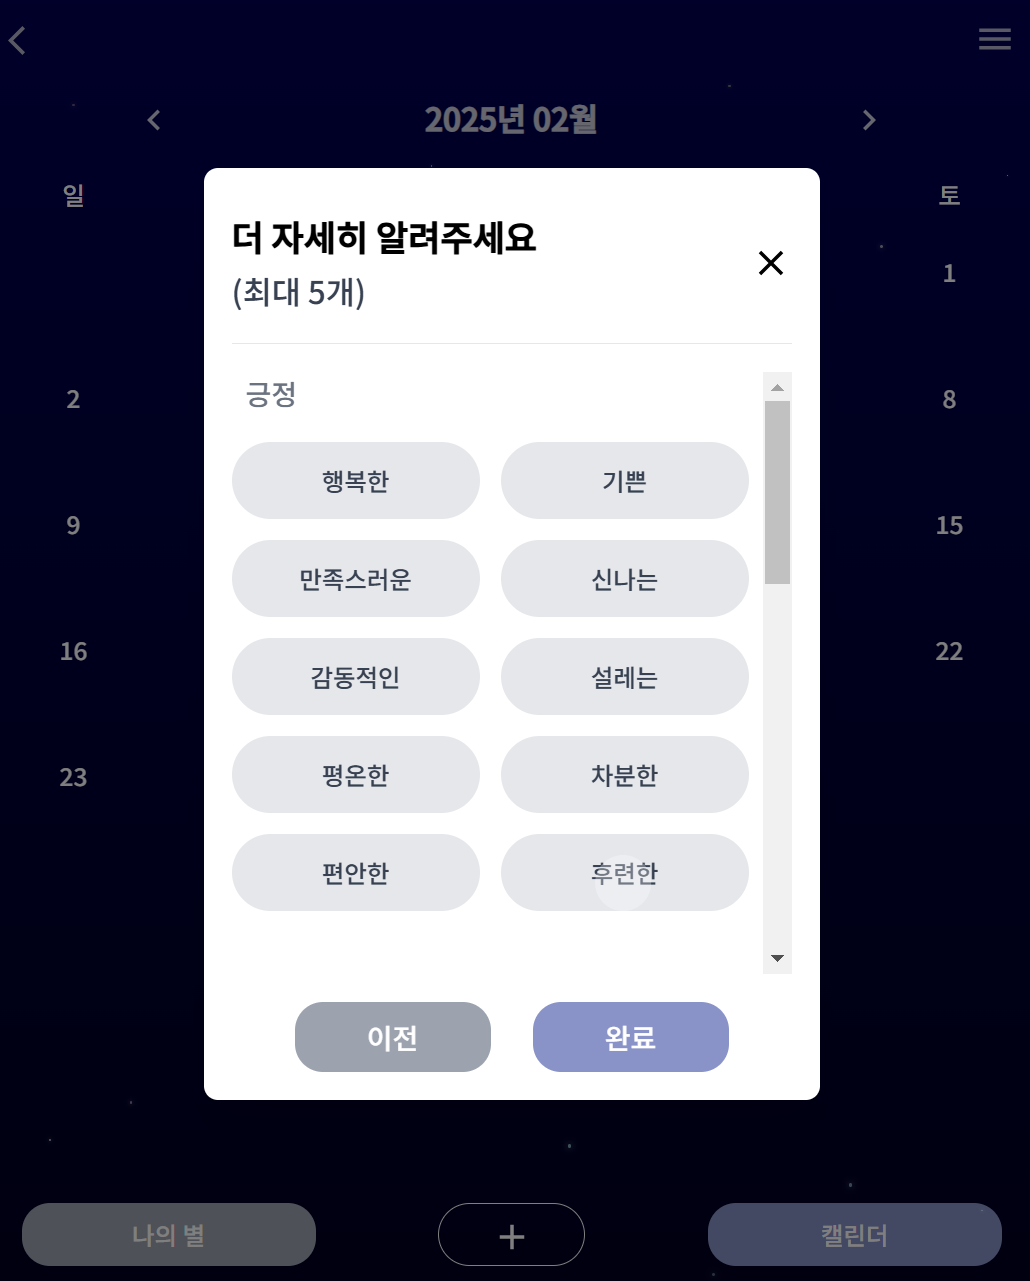 2025년 02월
일
토
1
2
8
9
15
16
22
23
더 자세히 알려주세요
(최대 5개)
긍정
행복한
기쁜
만족스러운
신나는
감동적인
설레는
평온한
차분한
편안한
후련한
이전
완료
나의 별
캘린더